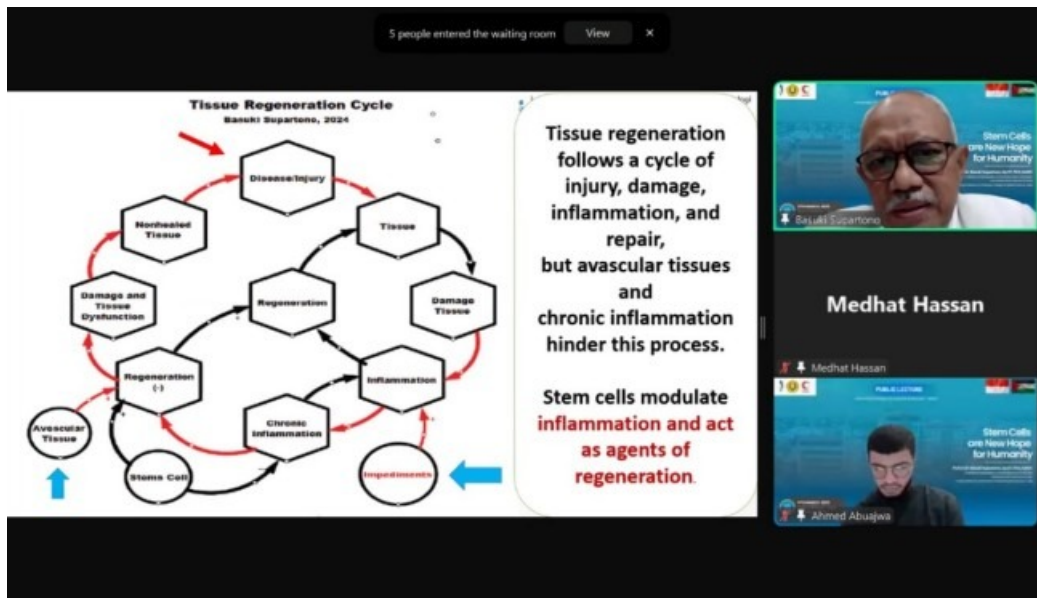 5 people entered the waiting room
View
Tissue Regeneration Cycle
Basuki Supartono, 2024
Disease/Injury
Nonhealed
Tissue
Tissue
Damage and
Tissue
Dysfunction
Regeneration
Damage
Tissue
Regeneration
(-)
Inflammation
Avascular
Tissue
Chronic
Inflammation
Stems Cell
Impediments
Tissue regeneration
follows a cycle of
injury, damage,
inflammation, and
repair,
but avascular tissues
and
chronic inflammation
hinder this process.
Stem cells modulate
inflammation and act
as agents of
regeneration.
Stem Cells
are New Hope
for Humanity
Basuki Supartono
Medhat Hassan
Medhat Hassan
PUBLIC LECTURE
Stem Cells
are New Hope
for Humanity
Ahmed Abuajwa